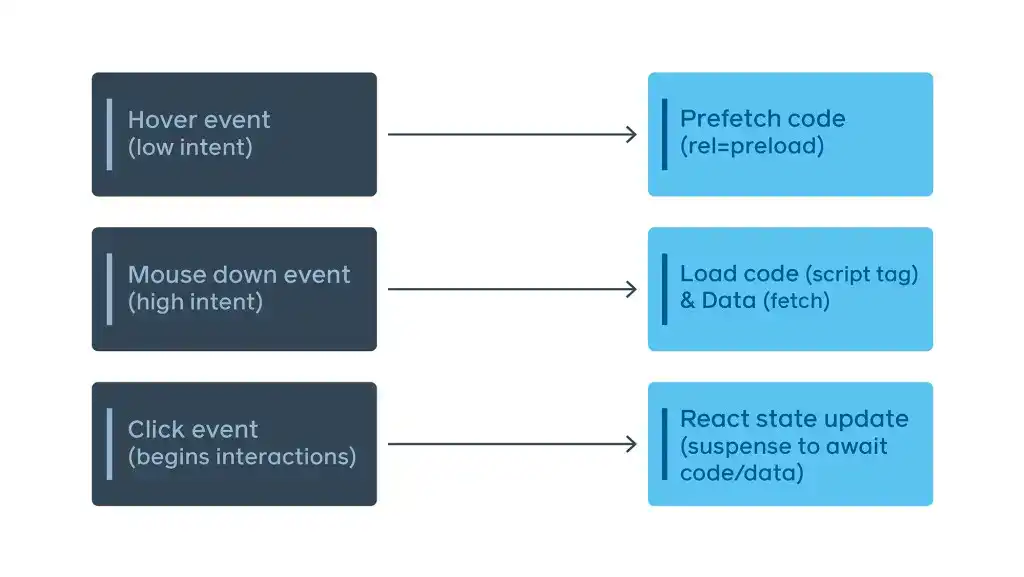 Hover event
(low intent)
Prefetch code
(rel=preload)
Mouse down event
(high intent)
Load code (script tag)
& Data (fetch)
Click event
(begins interactions)
React state update
(suspense to await
code/data)